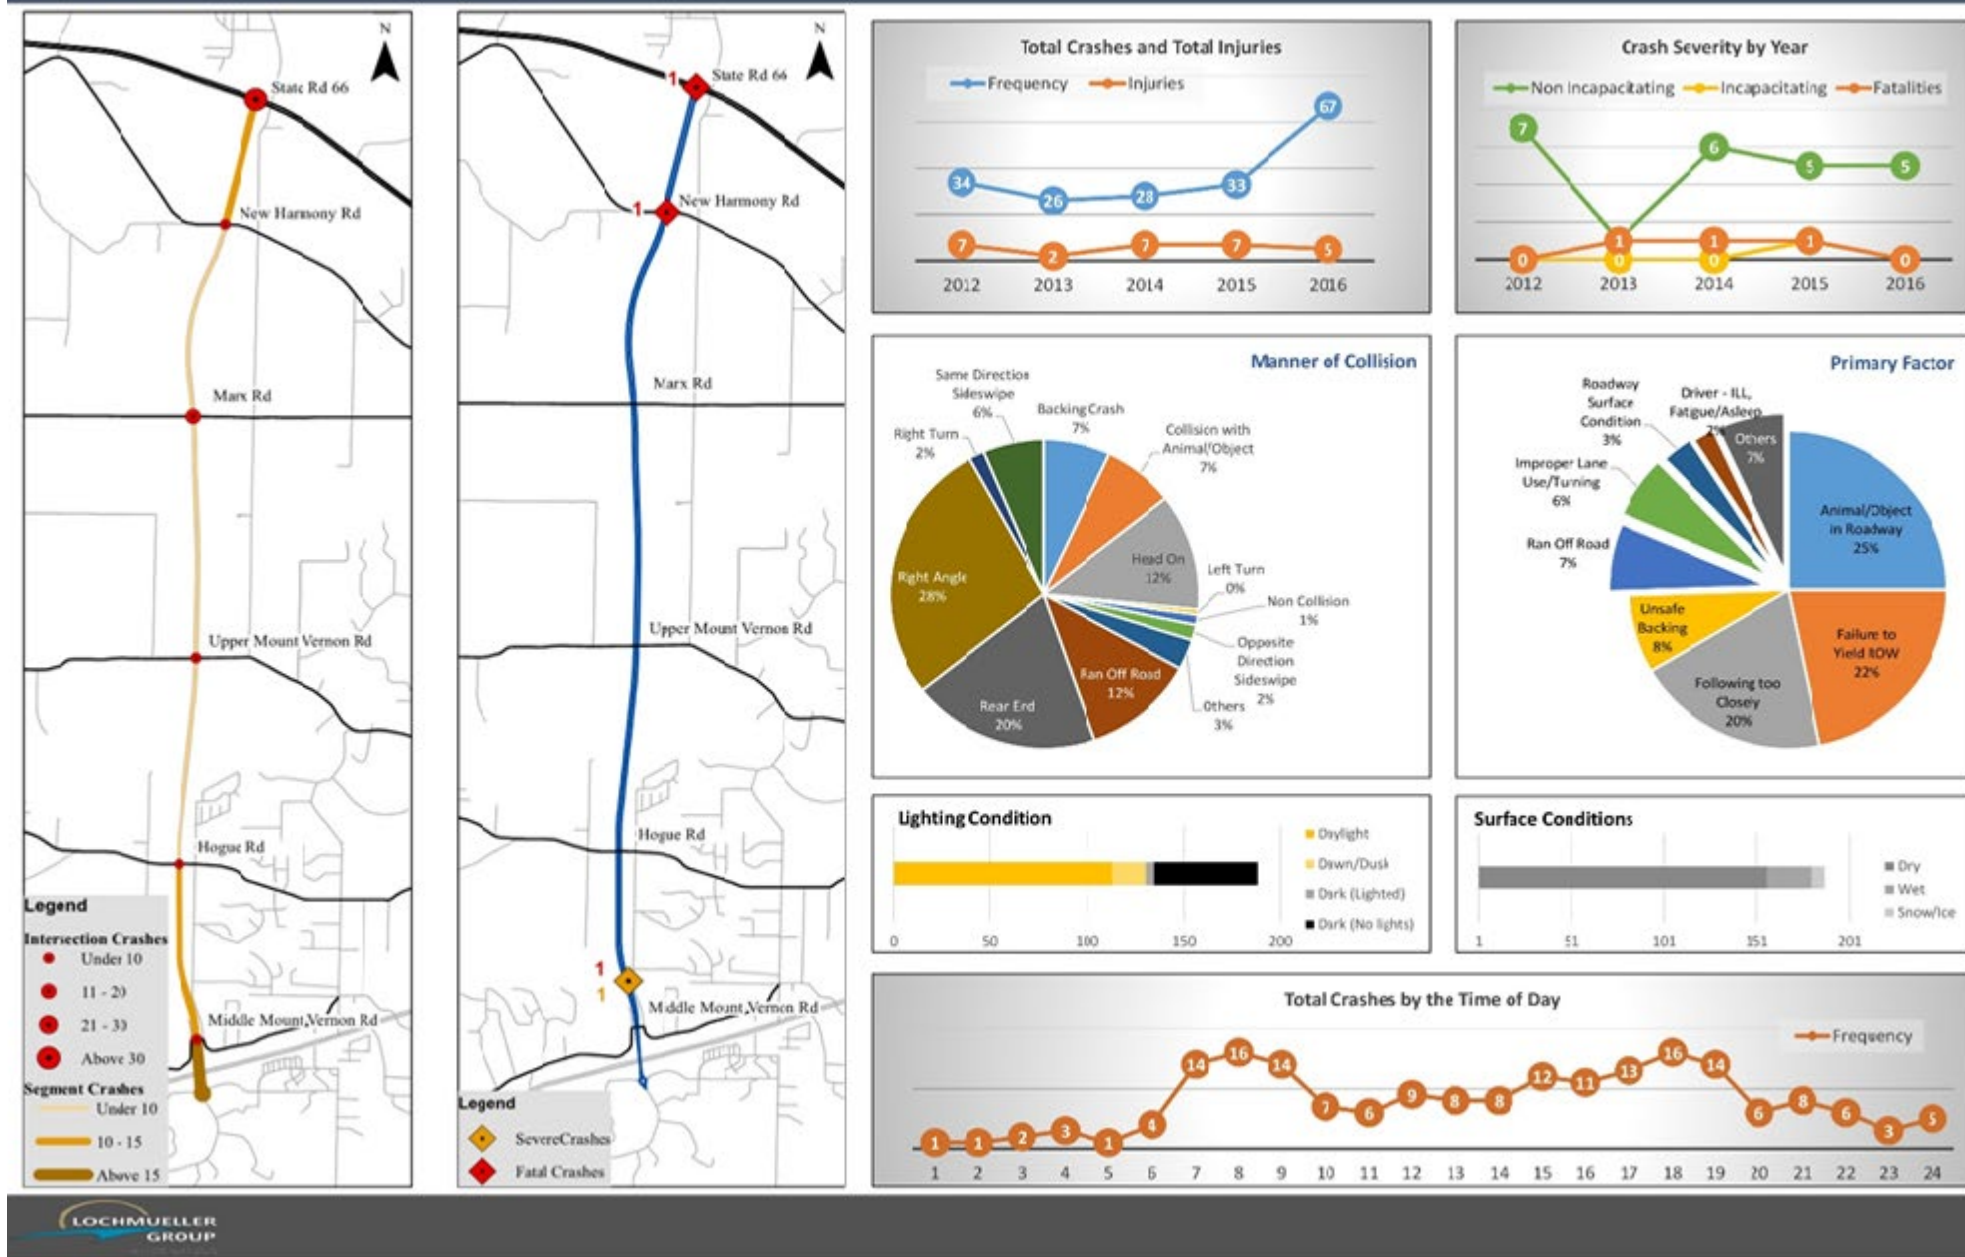 N
State Rd 66
New Harmony Rd
Marx Rd
Upper Mount Vernon Rd
Hogue Rd
Middle Mount Vernon Rd
Legend
Intersection Crashes
Under 10
11 - 20
21 - 30
Above 30
Segment Crashes
Under 10
10 - 15
Above 15
N
1
State Rd 66
1
New Harmony Rd
Marx Rd
Upper Mount Vernon Rd
Hogue Rd
1
1
Middle Mount Vernon Rd
Legend
SevereCrashes
Fatal Crashes
Total Crashes and Total Injuries
Frequency Injuries
67
34 26 28 33
7 2 7 7 5
2012 2013 2014 2015 2016
Crash Severity by Year
Non Incapacitating Incapacitating Fatalities
7 6 5 5
1 1 1
0 0 0 0
2012 2013 2014 2015 2016
Manner of Collision
Same Direction
Sideswipe
6%
Backing Crash
7%
Collision with
Animal/Object
7%
Right Turn
2%
Head On
12%
Left Turn
0%
Non Collision
1%
Opposite
Direction
Sideswipe
2%
Others
3%
Ran Off Road
12%
Rear End
20%
Right Angle
28%
Primary Factor
Roadway
Surface
Condition
3%
Driver - ILL,
Fatgue/Asleep
2%
Others
7%
Improper Lane
Use/Turning
6%
Ran Off Road
7%
Animal/Object
in Roadway
25%
Unsafe
Backing
8%
Failure to
Yield ROW
22%
Following too
Closely
20%
Lighting Condition
Daylight
Dawn/Dusk
Dark (Lighted)
Dark (No lights)
0 50 100 150 200
Surface Conditions
Dry
Wet
Snow/Ice
1 51 101 151 201
Total Crashes by the Time of Day
Frequency
1 1 2 3 1 4 14 16 14 7 6 9 8 8 12 11 13 16 14 6 8 6 3 5
1 2 3 4 5 6 7 8 9 10 11 12 13 14 15 16 17 18 19 20 21 22 23 24
LOCHMUELLER
GROUP